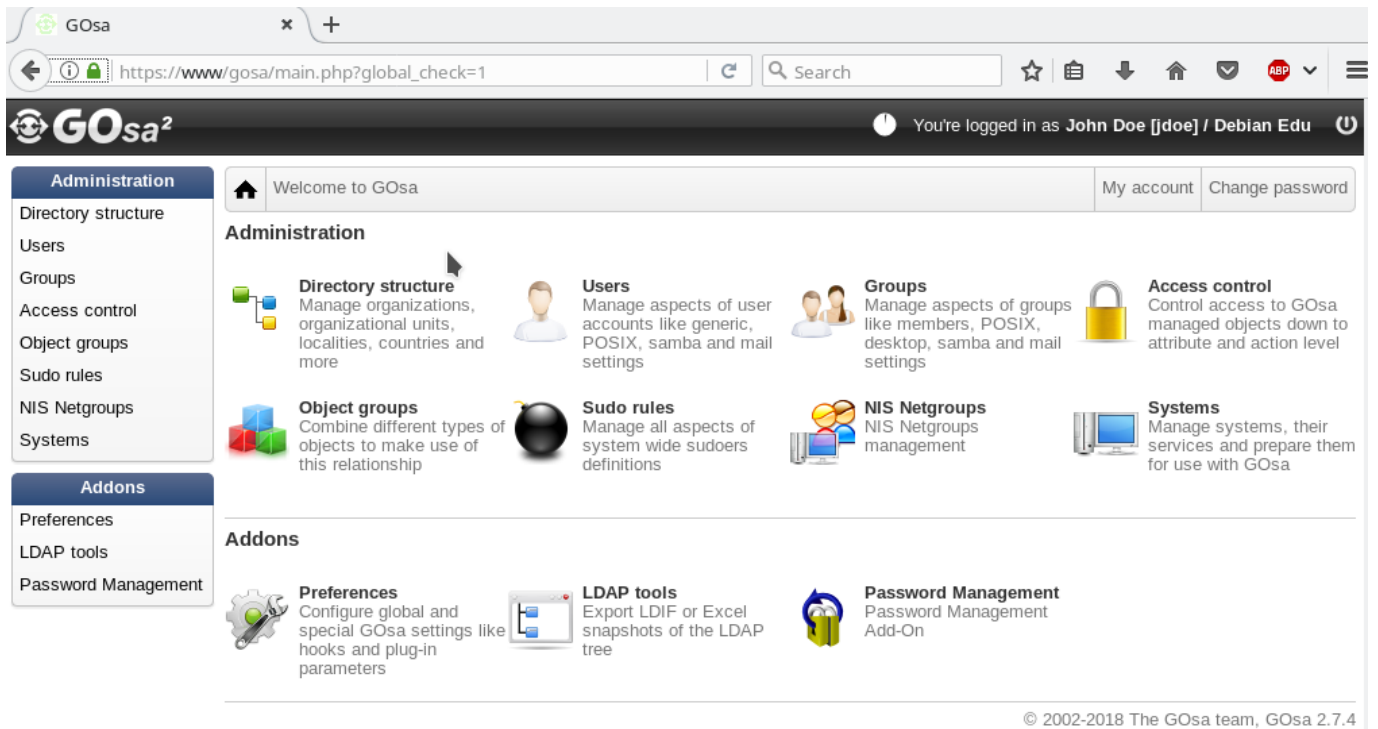 GOsa
https://www/gosa/main.php?global_check=1
Search
ABP
GOsa²
You're logged in as John Doe [jdoe] / Debian Edu
Administration
Directory structure
Users
Groups
Access control
Object groups
Sudo rules
NIS Netgroups
Systems
Addons
Preferences
LDAP tools
Password Management
Welcome to GOsa
My account
Change password
Administration
Directory structure
Manage organizations,
organizational units,
localities, countries and
more
Users
Manage aspects of user
accounts like generic,
POSIX, samba and mail
settings
Groups
Manage aspects of groups
like members, POSIX,
desktop, samba and mail
settings
Access control
Control access to GOsa
managed objects down to
attribute and action level
Object groups
Combine different types of
objects to make use of
this relationship
Sudo rules
Manage all aspects of
system wide sudoers
definitions
NIS Netgroups
NIS Netgroups
management
Systems
Manage systems, their
services and prepare them
for use with GOsa
Addons
Preferences
Configure global and
special GOsa settings like
hooks and plug-in
parameters
LDAP tools
Export LDIF or Excel
snapshots of the LDAP
tree
Password Management
Password Management
Add-On
© 2002-2018 The GOsa team, GOsa 2.7.4